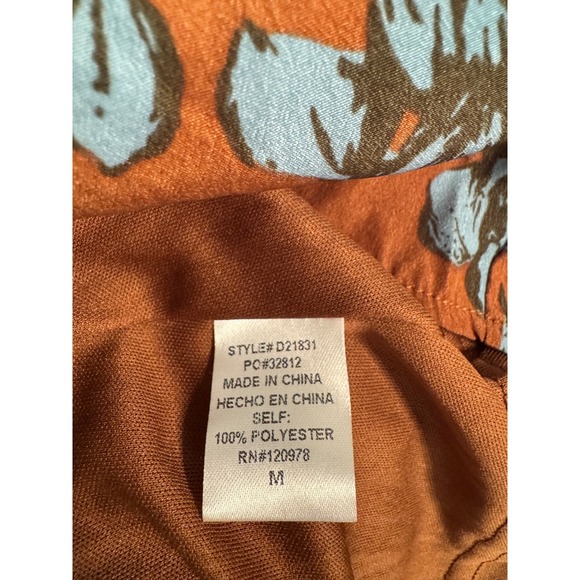 STYLE# D21831
PO#32812
MADE IN CHINA
HECHO EN CHINA
SELF:
100% POLYESTER
RN#120978
M